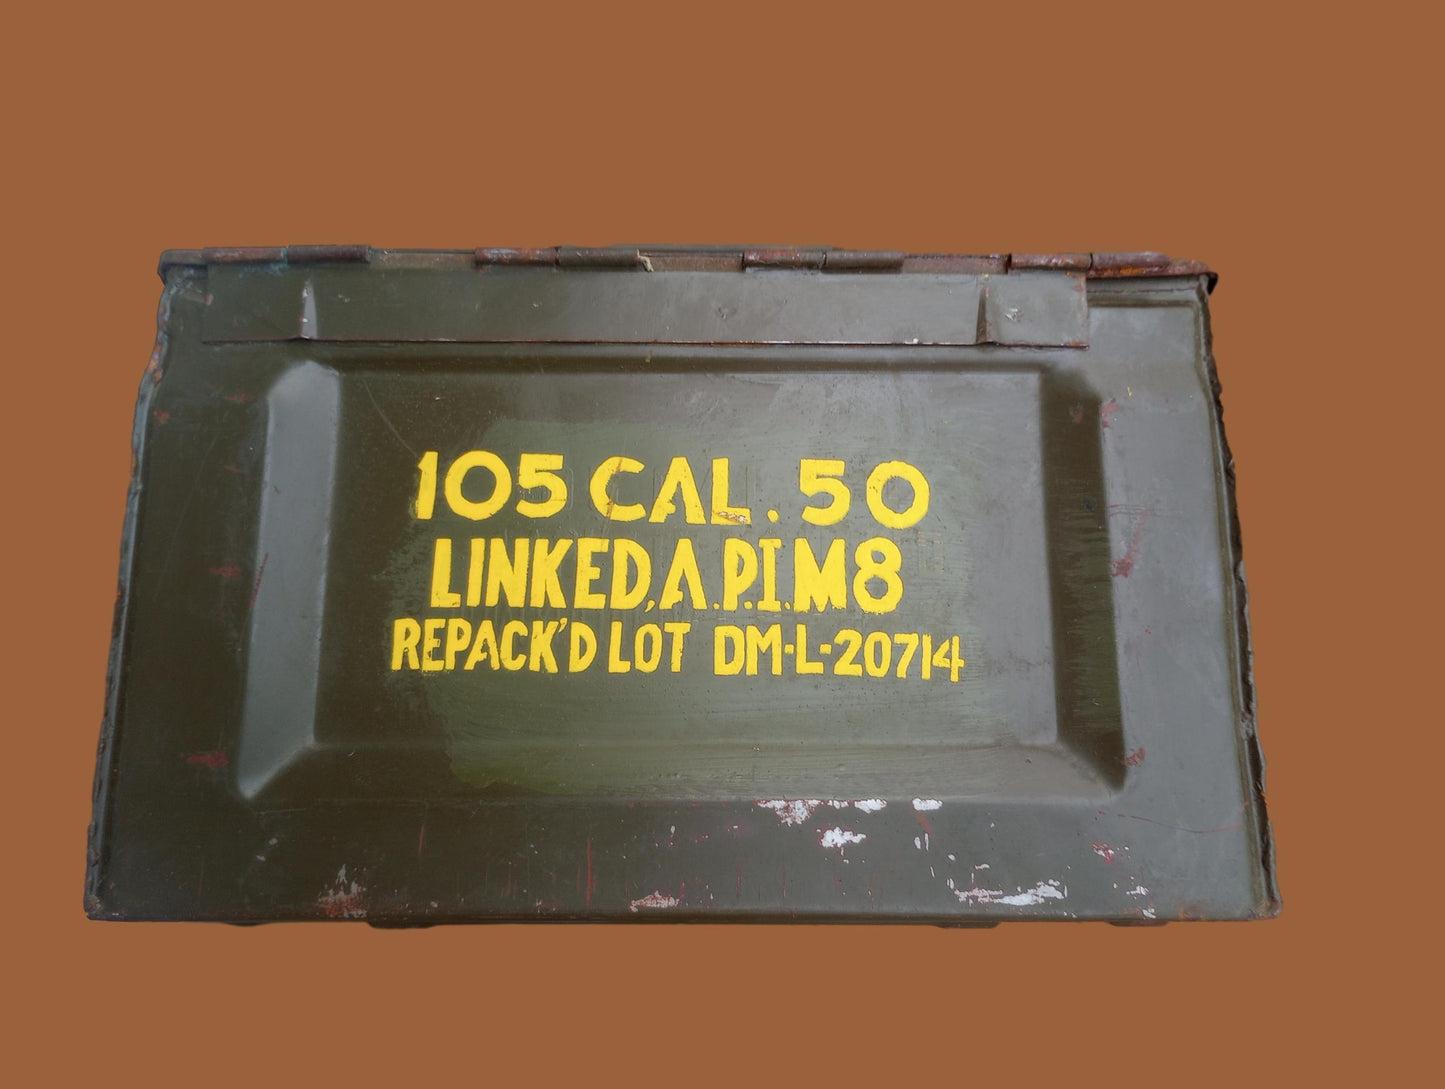 105 CAL. 50
LINKED, A.P.I. M8
REPACK'D LOT DM-L-20714